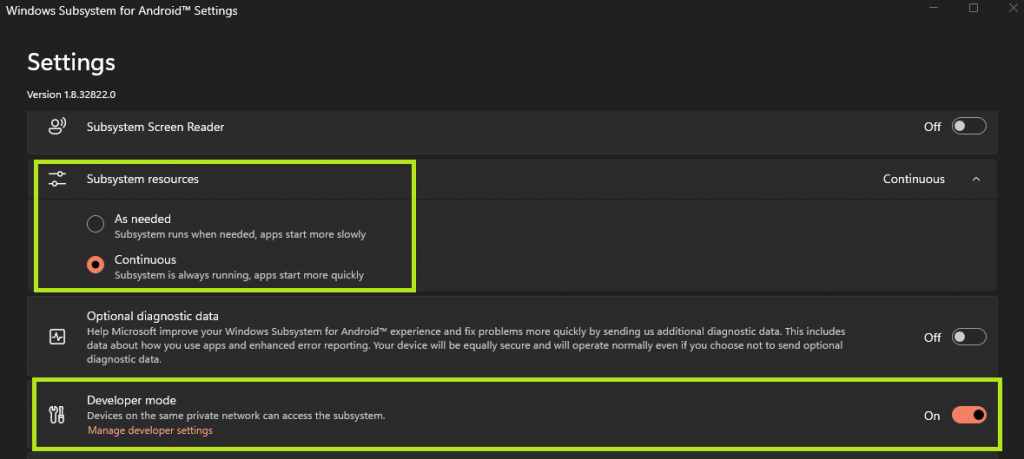 Windows Subsystem for Android™ Settings
Settings
Version 1.8.32822.0
Subsystem Screen Reader
Off
Subsystem resources
Continuous
As needed
Subsystem runs when needed, apps start more slowly
Continuous
Subsystem is always running, apps start more quickly
Optional diagnostic data
Help Microsoft improve your Windows Subsystem for Android™ experience and fix problems more quickly by sending us additional diagnostic data. This includes
data about how you use apps and enhanced error reporting. Your device will be equally secure and will operate normally even if you choose not to send optional
diagnostic data.
Off
Developer mode
Devices on the same private network can access the subsystem.
On
Manage developer settings